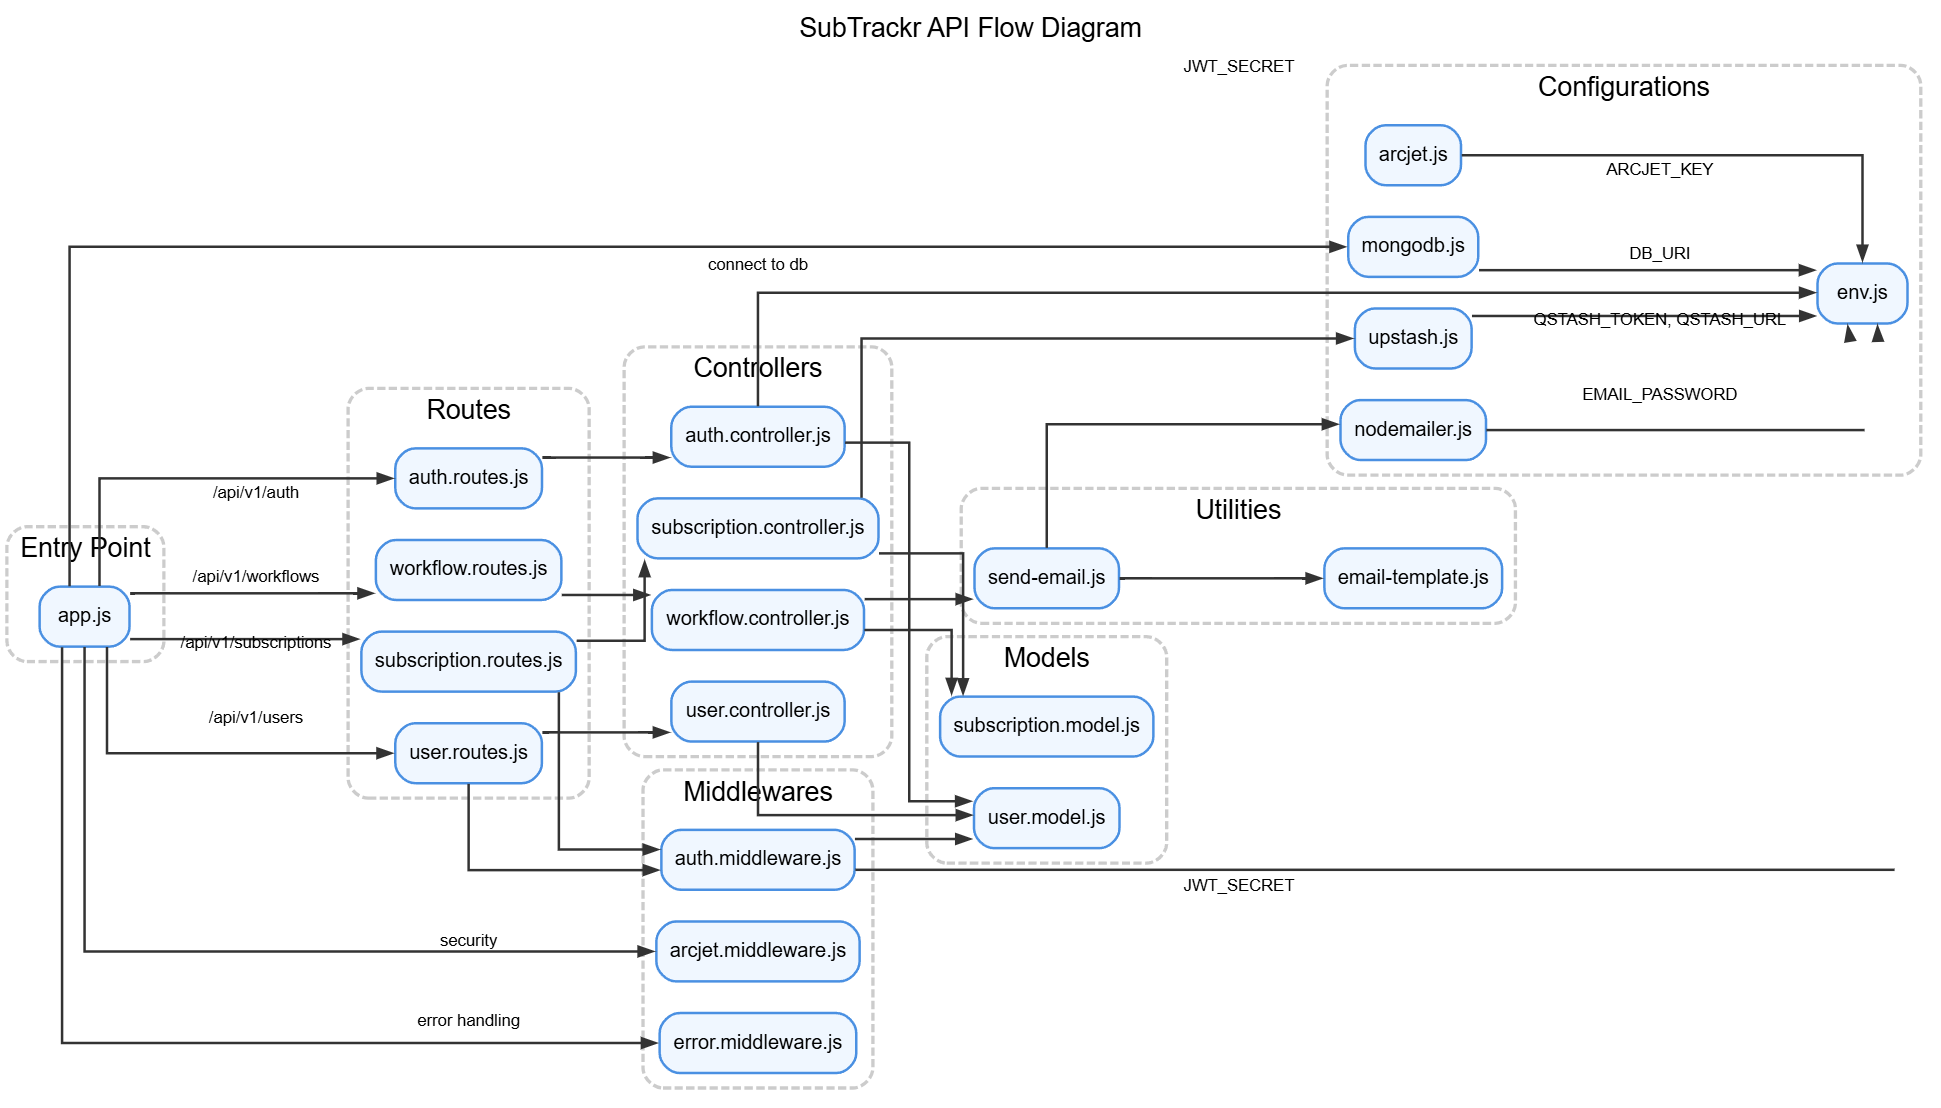 SubTrackr API Flow Diagram
JWT_SECRET
Configurations
arcjet.js
ARCJET_KEY
mongodb.js
DB_URI
connect to db
env.js
QSTASH_TOKEN, QSTASH_URL
upstash.js
EMAIL_PASSWORD
nodemailer.js
Controllers
auth.controller.js
subscription.controller.js
workflow.controller.js
user.controller.js
Routes
auth.routes.js
workflow.routes.js
subscription.routes.js
user.routes.js
/api/v1/auth
/api/v1/workflows
/api/v1/subscriptions
/api/v1/users
Entry Point
app.js
Utilities
send-email.js
email-template.js
Models
subscription.model.js
user.model.js
Middlewares
auth.middleware.js
JWT_SECRET
security
arcjet.middleware.js
error handling
error.middleware.js